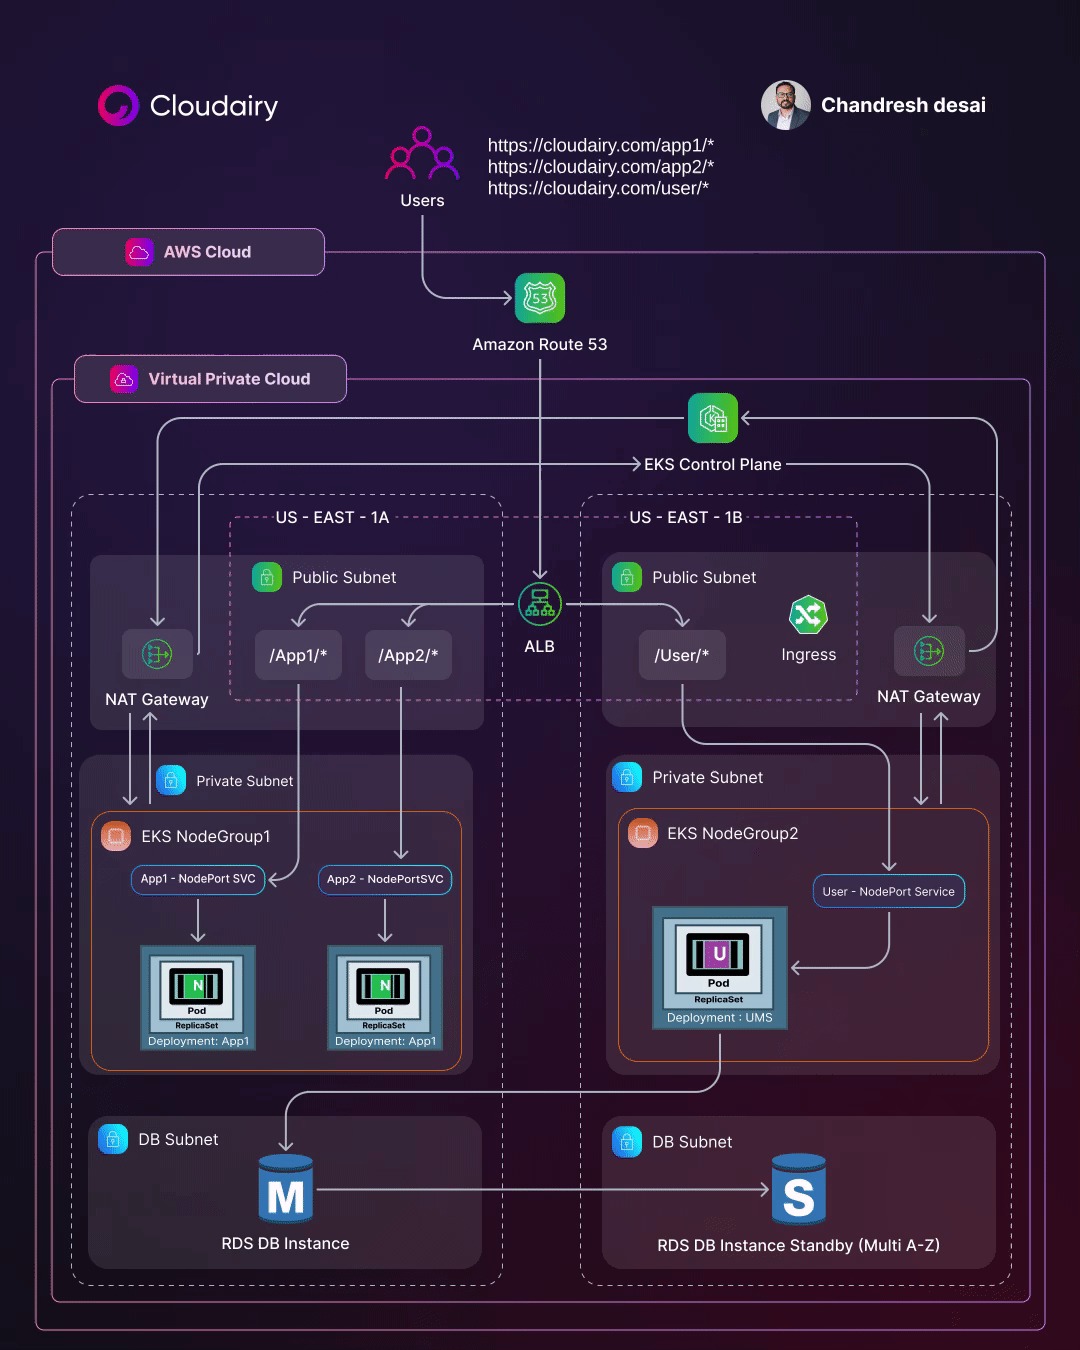 Cloudairy
Chandresh desai
https://cloudairy.com/app1/*
https://cloudairy.com/app2/*
https://cloudairy.com/user/*
Users
AWS Cloud
53
Amazon Route 53
Virtual Private Cloud
K
EKS Control Plane
US - EAST - 1A
US - EAST - 1B
Public Subnet
Public Subnet
/App1/*
/App2/*
ALB
/User/*
Ingress
NAT Gateway
NAT Gateway
Private Subnet
Private Subnet
EKS NodeGroup1
EKS NodeGroup2
App1 - NodePort SVC
App2 - NodePortSVC
User - NodePort Service
N
Pod
ReplicaSet
Deployment: App1
N
Pod
ReplicaSet
Deployment: App1
U
Pod
ReplicaSet
Deployment : UMS
DB Subnet
DB Subnet
M
RDS DB Instance
S
RDS DB Instance Standby (Multi A-Z)